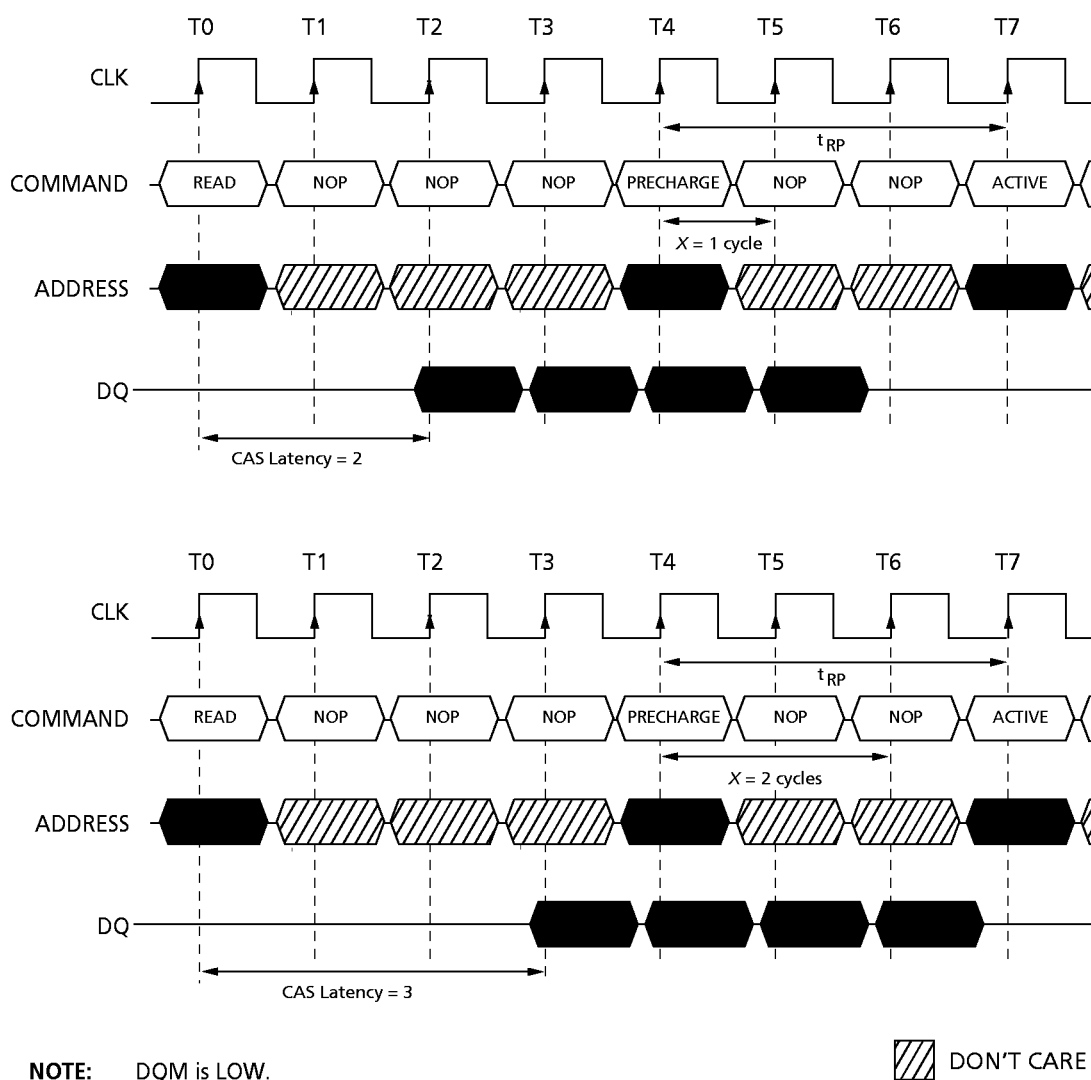 T0 T1 T2 T3 T4 T5 T6 T7
CLK
tRP
COMMAND READ NOP NOP NOP PRECHARGE NOP NOP ACTIVE
X = 1 cycle
ADDRESS
DQ
CAS Latency = 2
T0 T1 T2 T3 T4 T5 T6 T7
CLK
tRP
COMMAND READ NOP NOP NOP PRECHARGE NOP NOP ACTIVE
X = 2 cycles
ADDRESS
DQ
CAS Latency = 3
NOTE: DQM is LOW.
DON'T CARE